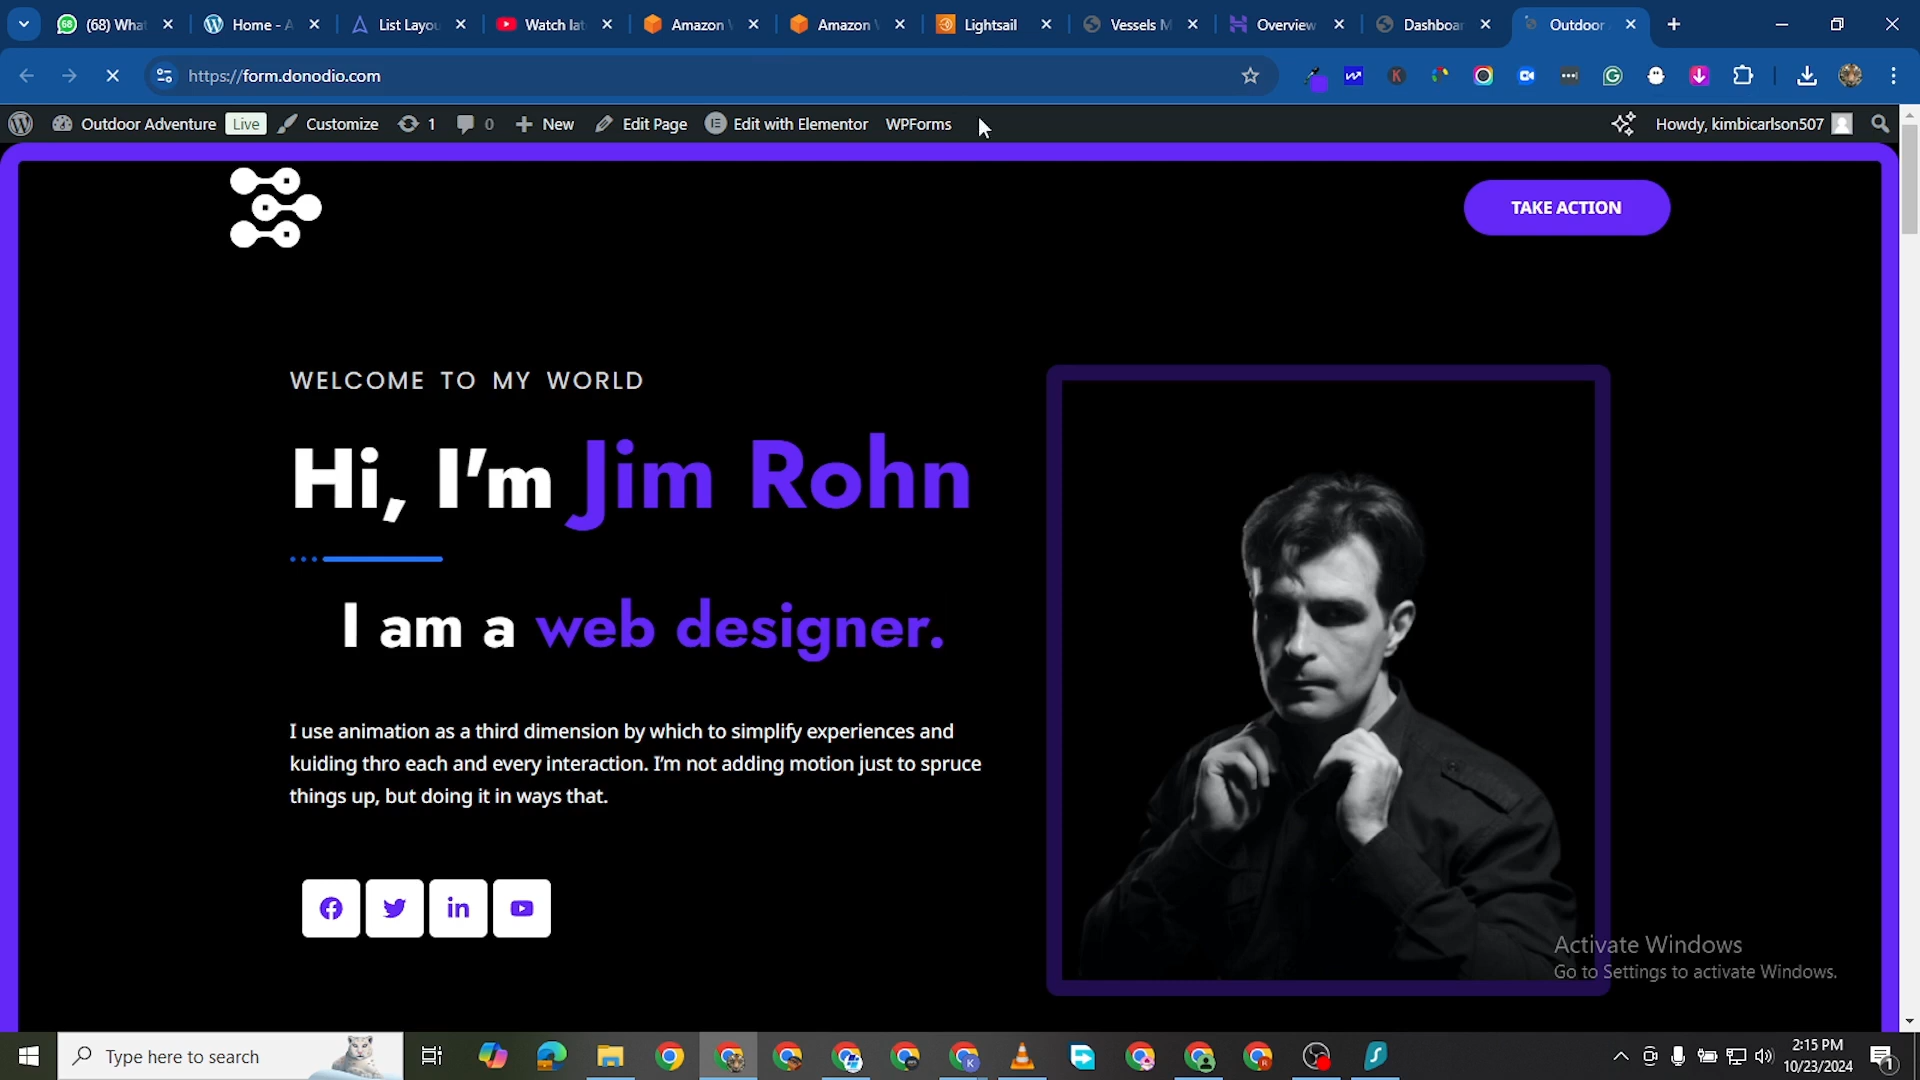 (68) What
Home - A
List Layou
Watch lat
Amazon
Amazon
Lightsail
Vessels M
Overview
Dashboar
Outdoor
https://form.donodio.com
Outdoor Adventure
Live
Customize
1
0
New
Edit Page
Edit with Elementor
WPForms
Howdy, kimbicarlson507
TAKE ACTION
WELCOME TO MY WORLD
Hi, I'm Jim Rohn
I am a web designer.
I use animation as a third dimension by which to simplify experiences and
kuiding thro each and every interaction. I'm not adding motion just to spruce
things up, but doing it in ways that.
Activate Windows
Go to Settings to activate Windows.
Type here to search
2:15 PM
10/23/2024
1